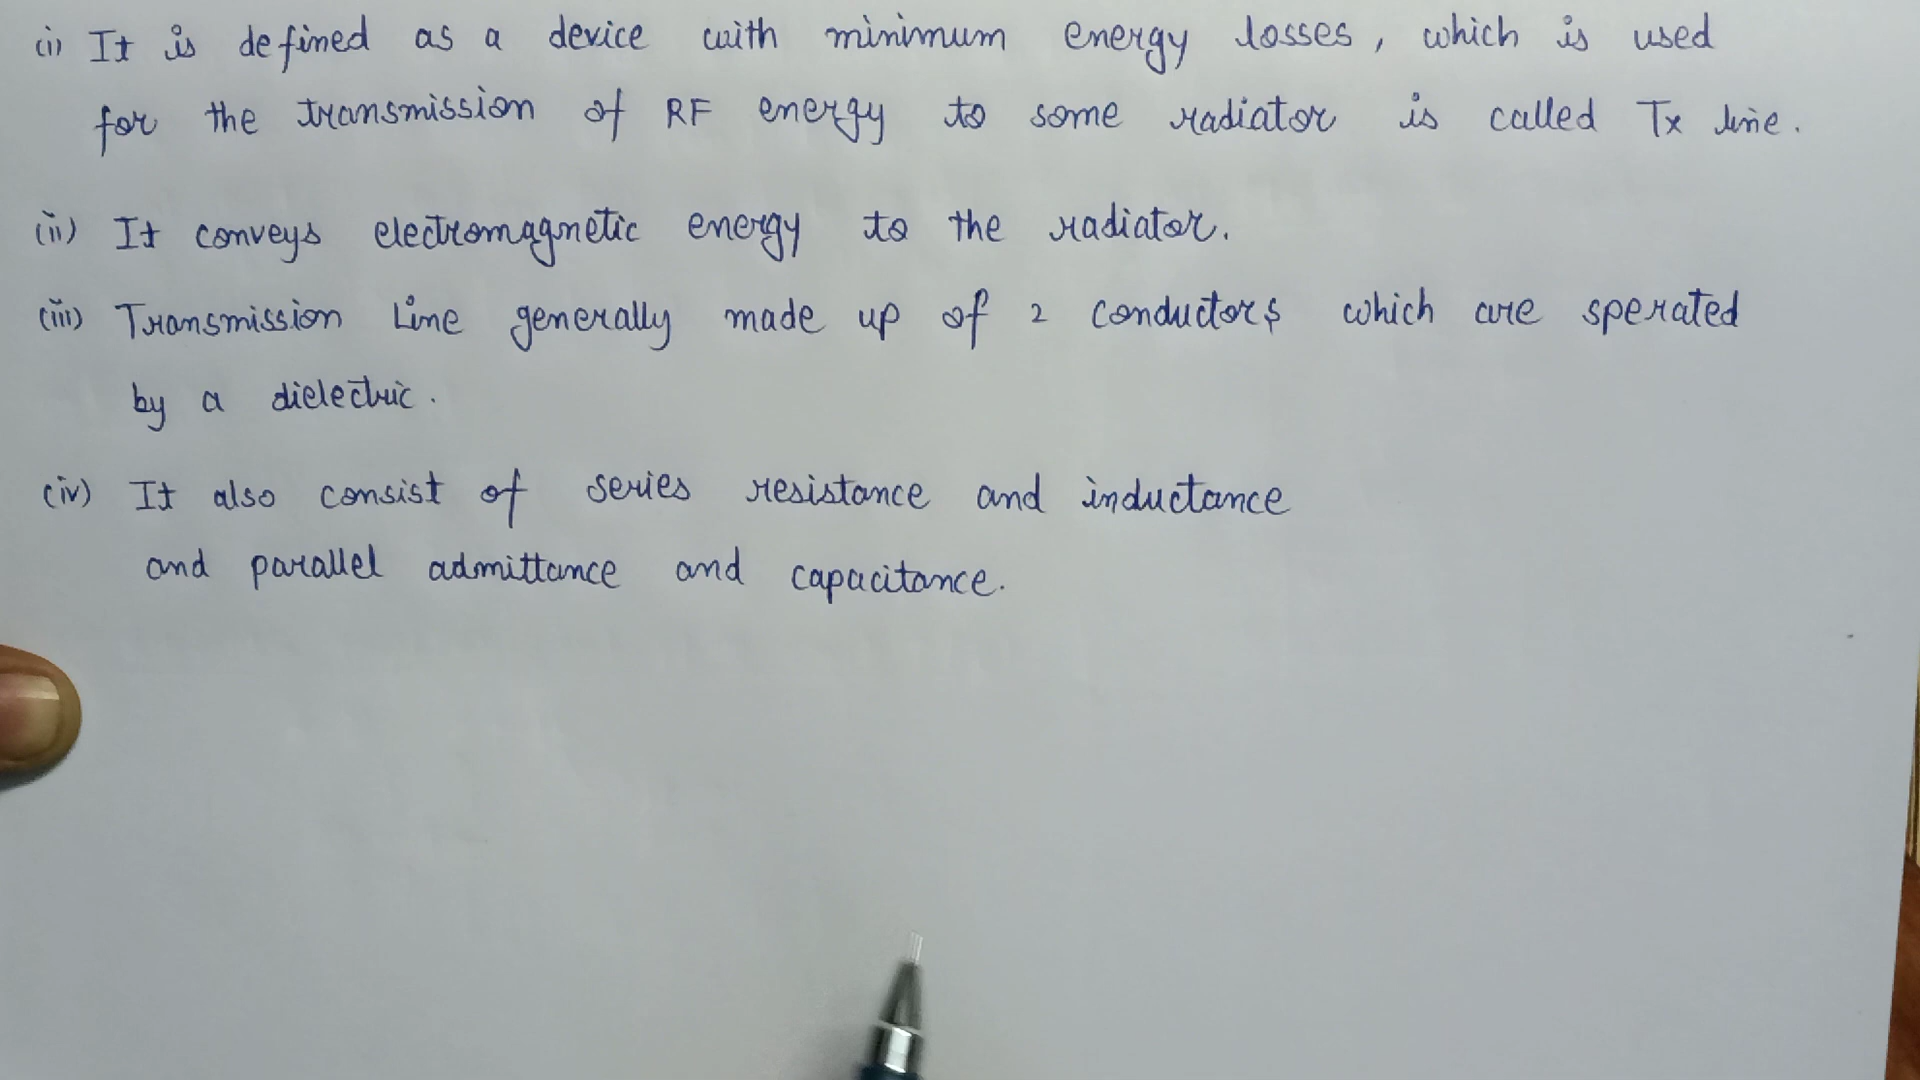 (i) It is defined as a device with minimum energy losses, which is used
for the transmission of RF energy to some radiator is called Tx line.
(ii) It conveys electromagnetic energy to the radiator.
(iii) Transmission Line generally made up of 2 conductors which are sperated
by a dielectric.
(iv) It also consist of series resistance and inductance
and parallel admittance and capacitance.